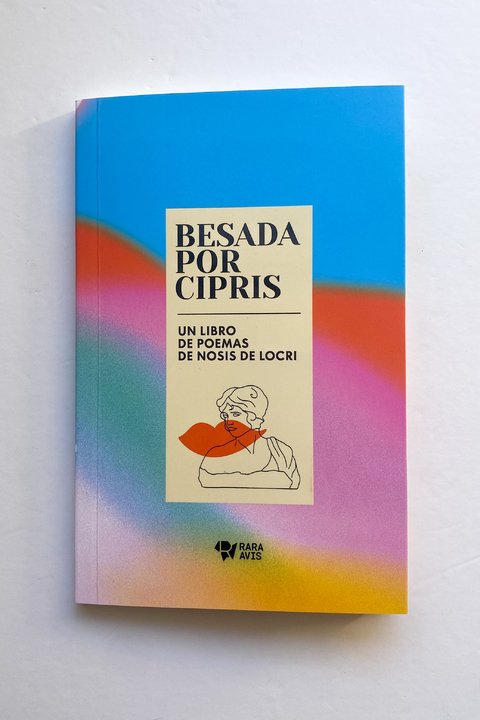 BESADA
POR
CIPRIS
UN LIBRO
DE POEMAS
DE NOSIS DE LOCRI
RARA
AVIS